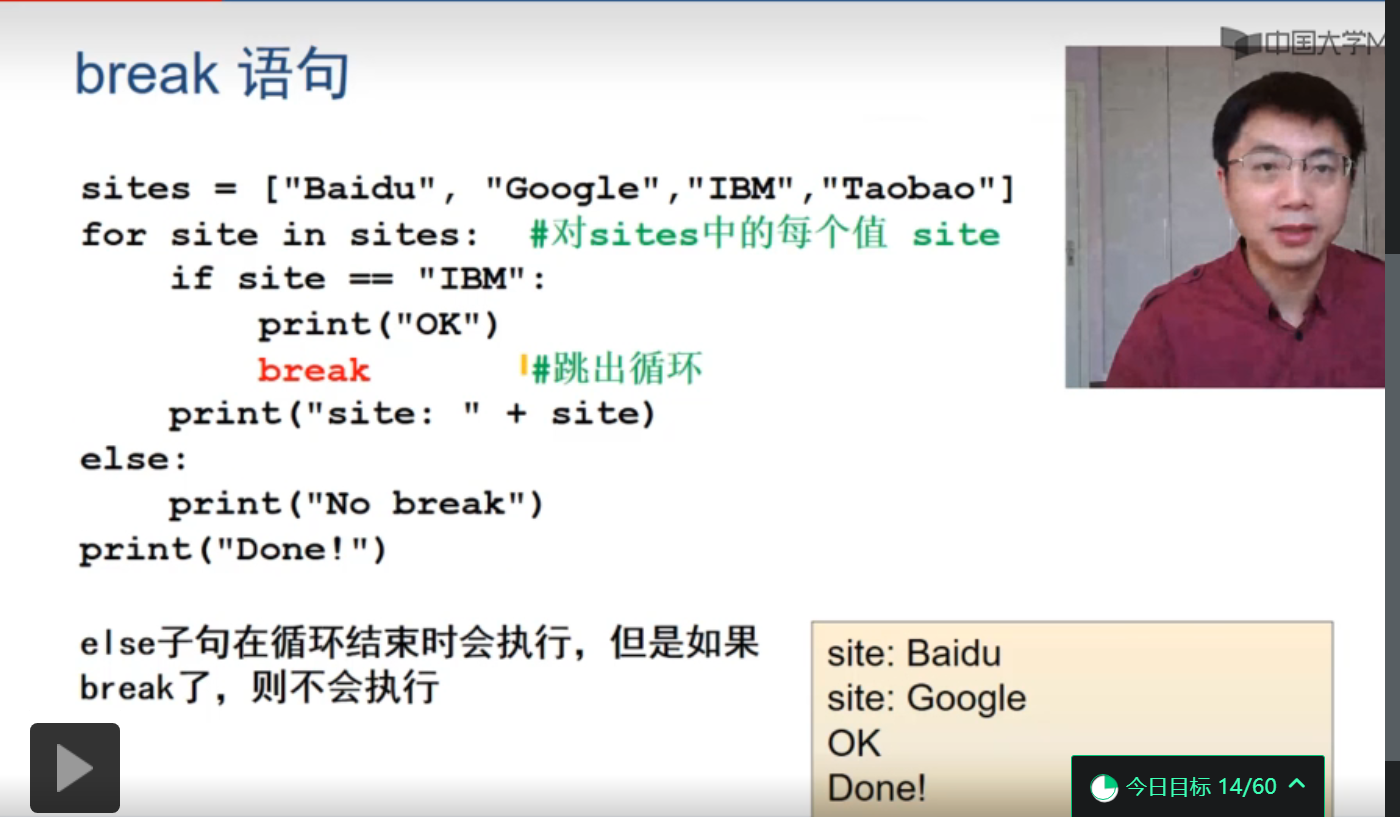 中国大学M
break 语句
sites = ["Baidu", "Google","IBM","Taobao"]
for site in sites:  #对sites中的每个值 site
    if site == "IBM":
        print("OK")
        break       #跳出循环
    print("site: " + site)
else:
    print("No break")
print("Done!")
else子句在循环结束时会执行，但是如果
break了，则不会执行
site: Baidu
site: Google
OK
Done!
今日目标 14/60